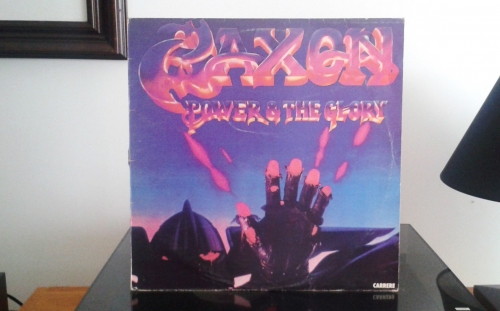 SAXON
POWER & THE GLORY
CARRERE